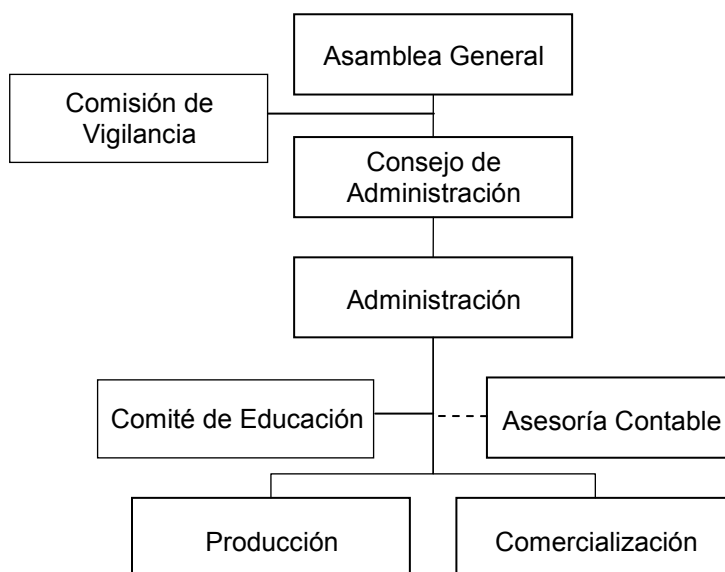 Asamblea General
Comisión de
Vigilancia
Consejo de
Administración
Administración
Comité de Educación
Asesoría Contable
Producción
Comercialización